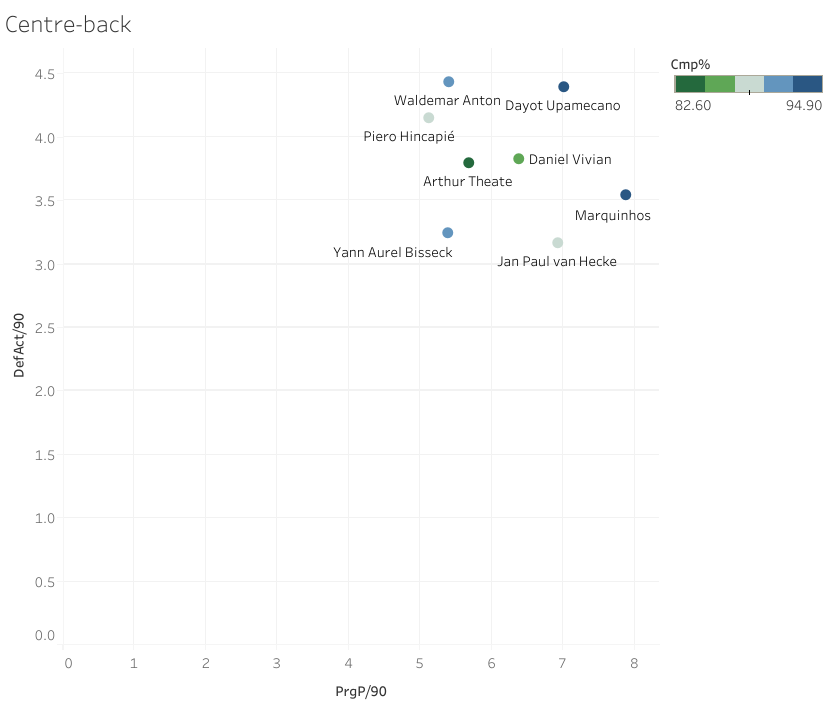 Centre-back
Cmp%
82.60 94.90
4.5
Waldemar Anton
Dayot Upamecano
4.0
Piero Hincapié
Daniel Vivian
Arthur Theate
3.5
Marquinhos
Yann Aurel Bisseck
Jan Paul van Hecke
3.0
DefAct/90
2.5
2.0
1.5
1.0
0.5
0.0
0 1 2 3 4 5 6 7 8
PrgP/90